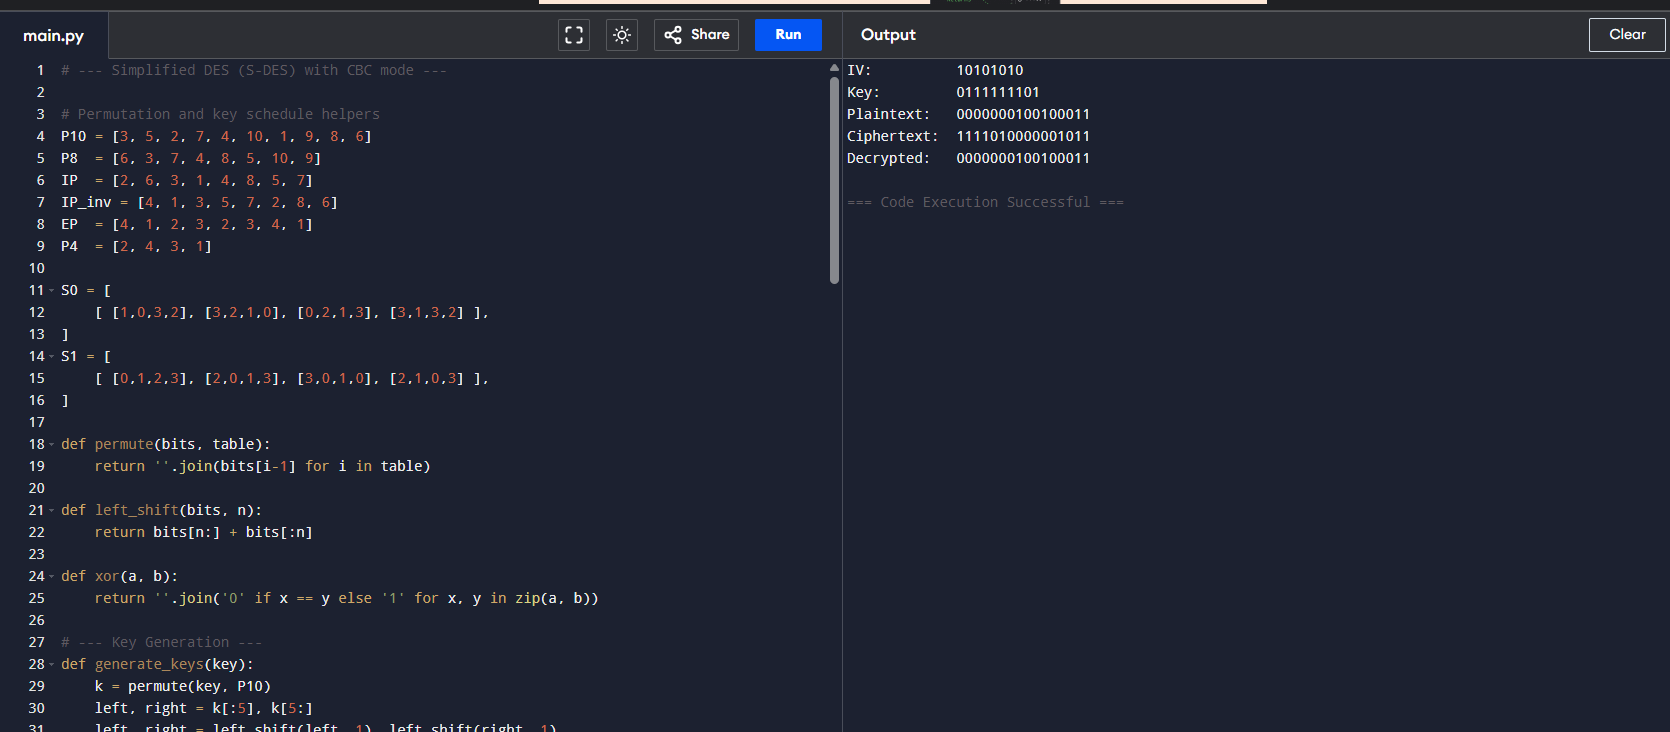 main.py
Share
Run
Output
Clear
1 # --- Simplified DES (S-DES) with CBC mode ---
2
3 # Permutation and key schedule helpers
4 P10 = [3, 5, 2, 7, 4, 10, 1, 9, 8, 6]
5 P8  = [6, 3, 7, 4, 8, 5, 10, 9]
6 IP  = [2, 6, 3, 1, 4, 8, 5, 7]
7 IP_inv = [4, 1, 3, 5, 7, 2, 8, 6]
8 EP  = [4, 1, 2, 3, 2, 3, 4, 1]
9 P4  = [2, 4, 3, 1]
10
11 S0 = [
12     [ [1,0,3,2], [3,2,1,0], [0,2,1,3], [3,1,3,2] ],
13 ]
14 S1 = [
15     [ [0,1,2,3], [2,0,1,3], [3,0,1,0], [2,1,0,3] ],
16 ]
17
18 def permute(bits, table):
19     return ''.join(bits[i-1] for i in table)
20
21 def left_shift(bits, n):
22     return bits[n:] + bits[:n]
23
24 def xor(a, b):
25     return ''.join('0' if x == y else '1' for x, y in zip(a, b))
26
27 # --- Key Generation ---
28 def generate_keys(key):
29     k = permute(key, P10)
30     left, right = k[:5], k[5:]
31     left, right = left_shift(left, 1), left_shift(right, 1)
IV:          10101010
Key:         0111111101
Plaintext:   0000000100100011
Ciphertext:  1111010000001011
Decrypted:   0000000100100011
=== Code Execution Successful ===